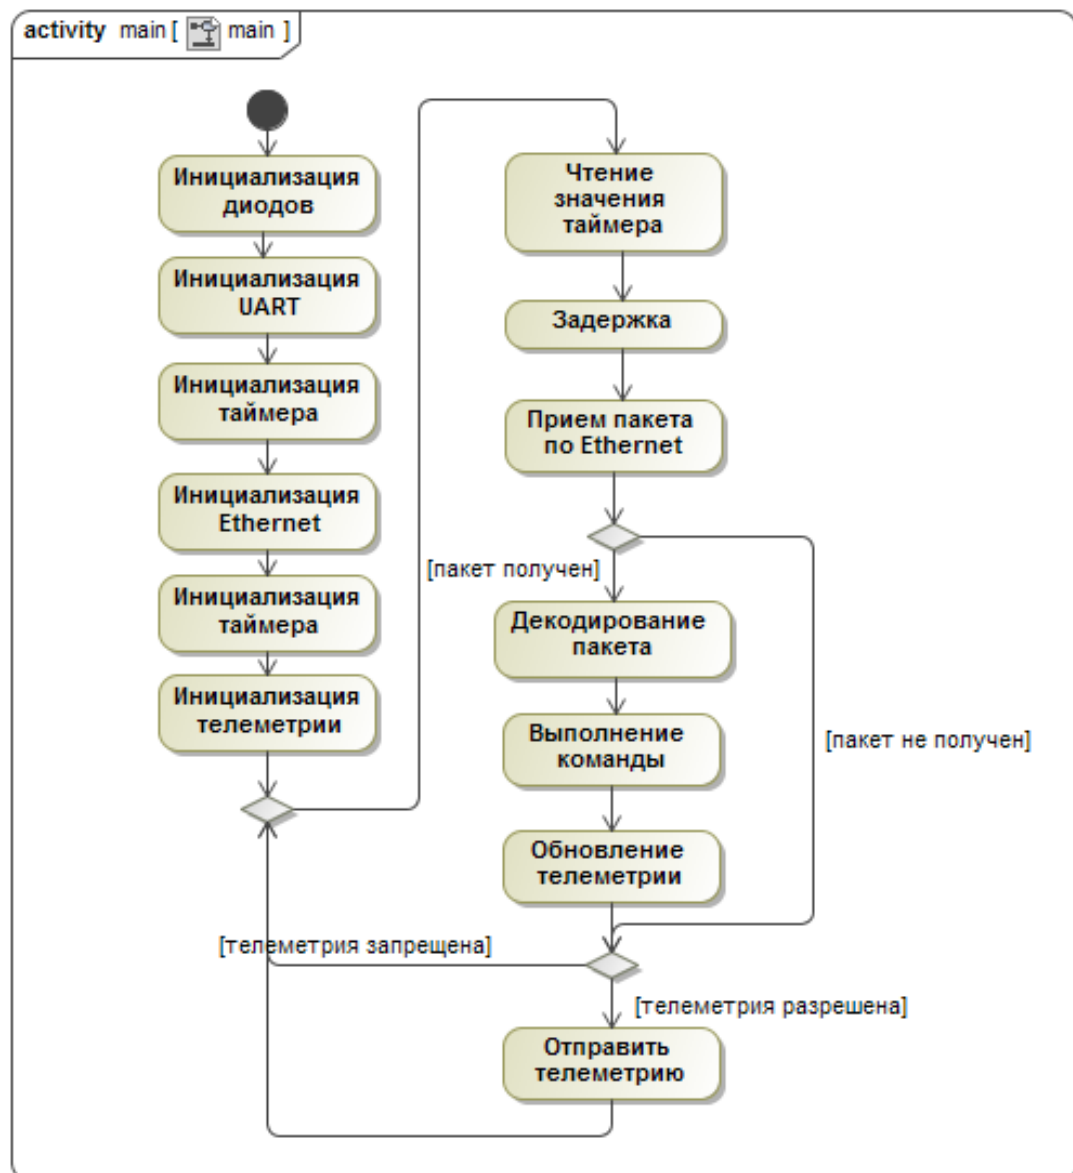 activity main [ main ]
Инициализация
диодов
Инициализация
UART
Инициализация
таймера
Инициализация
Ethernet
Инициализация
таймера
Инициализация
телеметрии
Чтение
значения
таймера
Задержка
Прием пакета
по Ethernet
[пакет получен]
Декодирование
пакета
[пакет не получен]
Выполнение
команды
Обновление
телеметрии
[телеметрия запрещена]
[телеметрия разрешена]
Отправить
телеметрию